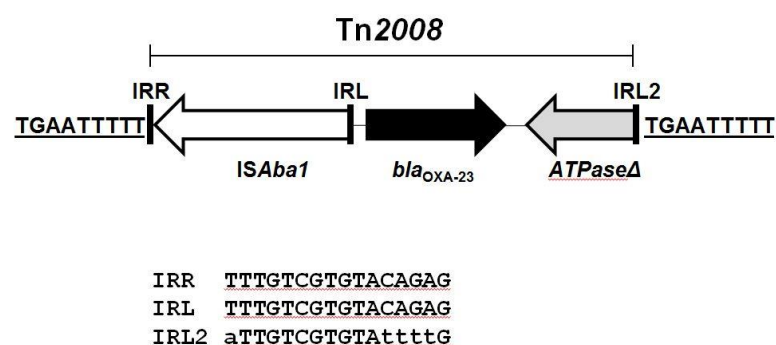 Tn2008
IRR IRL IRL2
TGAATTTTT TGAATTTTT
ISAba1 blaOXA-23 ATPaseΔ
IRR TTTGTCGTGTACAGAG
IRL TTTGTCGTGTACAGAG
IRL2 aTTGTCGTGTAttttG